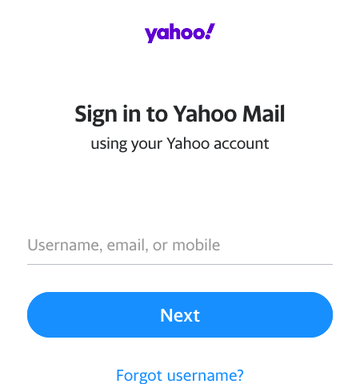 yahoo!
Sign in to Yahoo Mail
using your Yahoo account
Username, email, or mobile
Next
Forgot username?